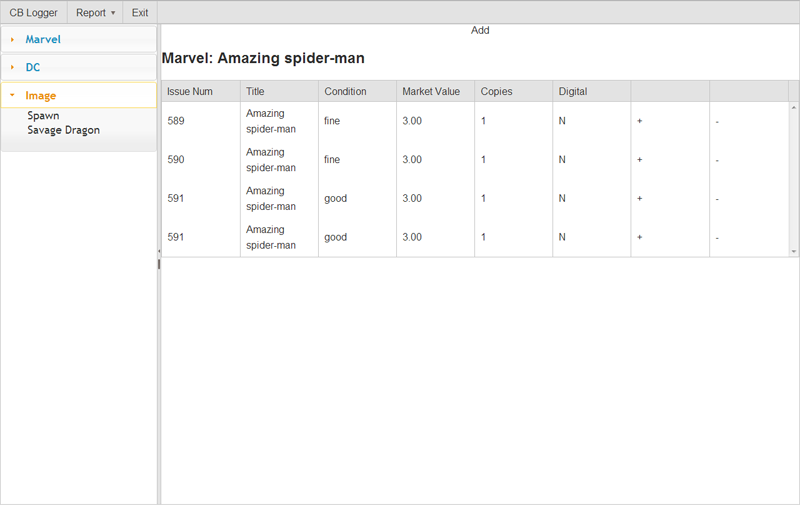 CB Logger Report Exit
Marvel
DC
Image
Spawn
Savage Dragon
Add
Marvel: Amazing spider-man
Issue Num Title Condition Market Value Copies Digital
589 Amazing spider-man fine 3.00 1 N + -
590 Amazing spider-man fine 3.00 1 N + -
591 Amazing spider-man good 3.00 1 N + -
591 Amazing spider-man good 3.00 1 N + -